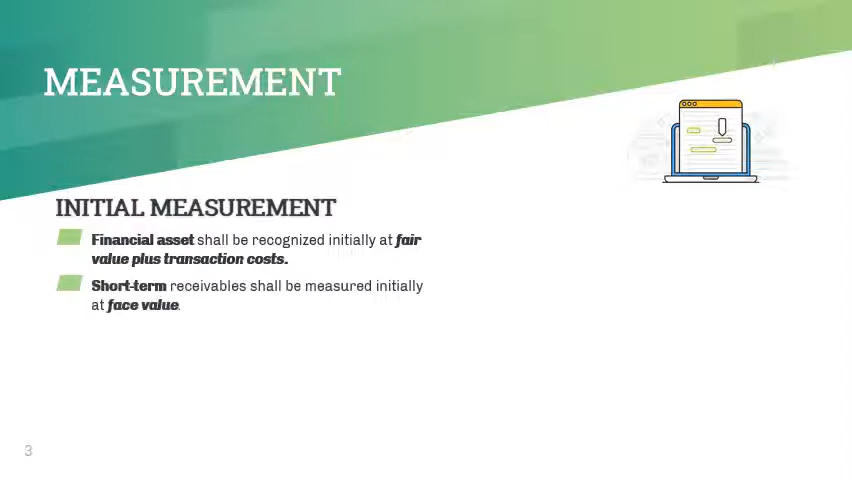 MEASUREMENT
INITIAL MEASUREMENT
Financial asset shall be recognized initially at fair
value plus transaction costs.
Short-term receivables shall be measured initially
at face value.
3